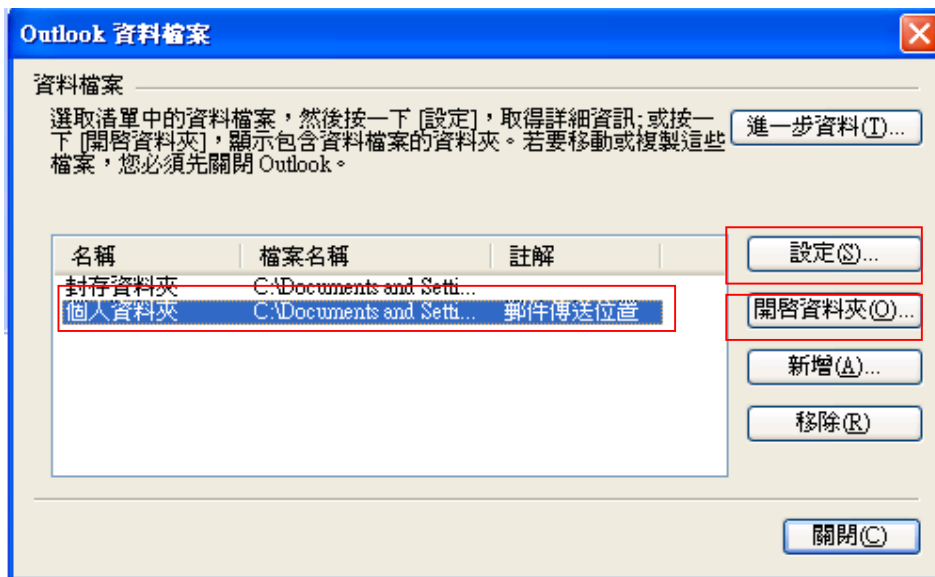 Outlook 資料檔案
資料檔案
選取清單中的資料檔案，然後按一下 [設定]，取得詳細資訊; 或按一
下 [開啓資料夾]，顯示包含資料檔案的資料夾。若要移動或複製這些
檔案，您必須先關閉 Outlook。
進一步資料(T)...
名稱 檔案名稱 註解
封存資料夾 C:\Documents and Setti...
個人資料夾 C:\Documents and Setti... 郵件傳送位置
設定(S)...
開啓資料夾(O)...
新增(A)...
移除(R)
關閉(C)